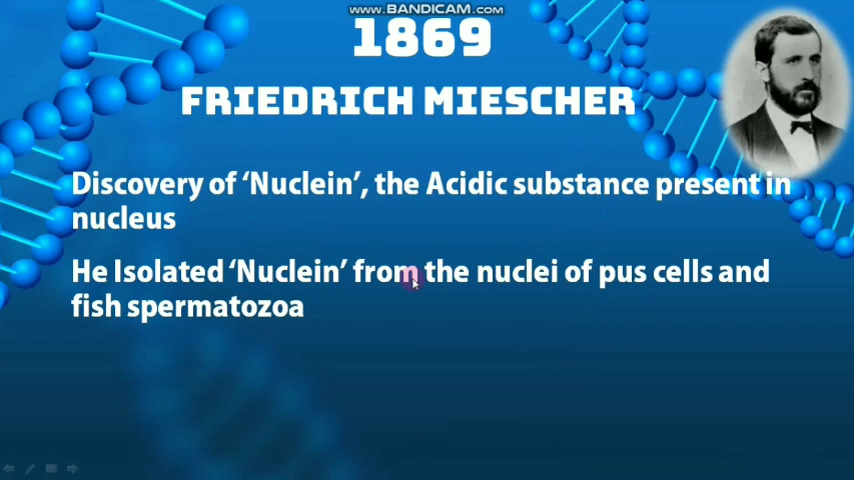 www.BANDICAM.com
1869
FRIEDRICH MIESCHER
Discovery of ‘Nuclein’, the Acidic substance present in
nucleus
He Isolated ‘Nuclein’ from the nuclei of pus cells and
fish spermatozoa